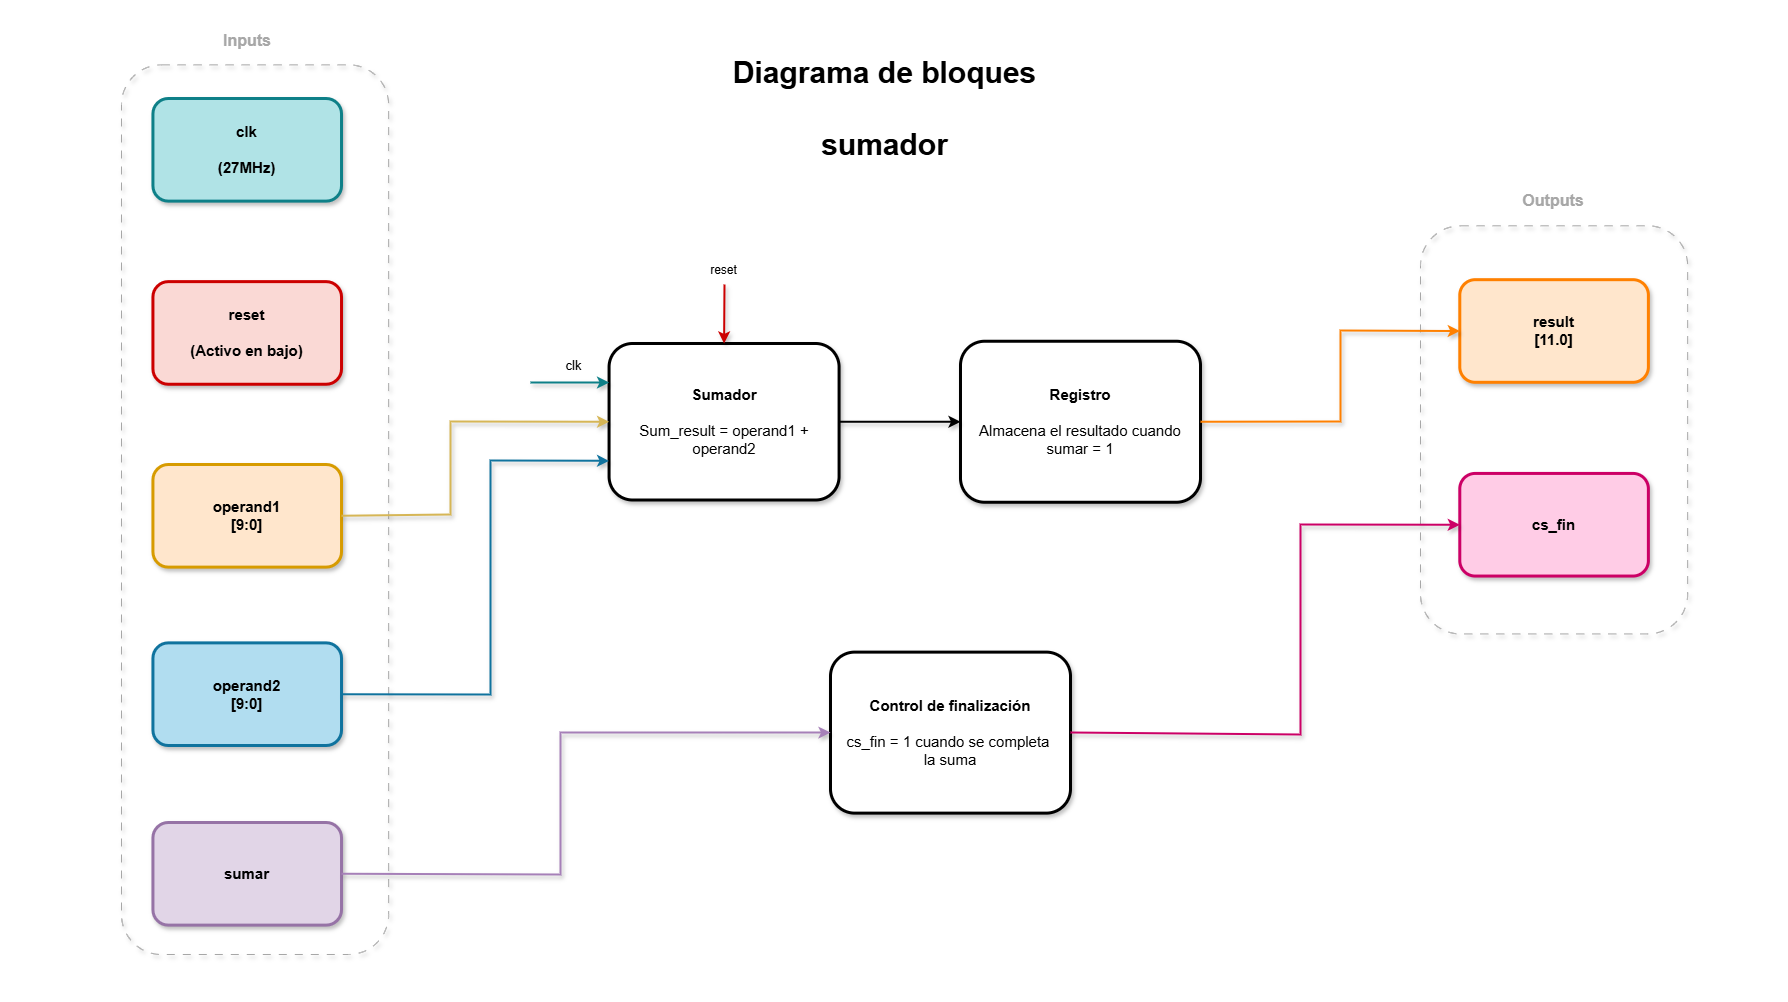 Inputs
Diagrama de bloques
sumador
clk
(27MHz)
reset
(Activo en bajo)
operand1
[9:0]
operand2
[9:0]
sumar
reset
clk
Sumador
Sum_result = operand1 +
operand2
Registro
Almacena el resultado cuando
sumar = 1
Control de finalización
cs_fin = 1 cuando se completa
la suma
Outputs
result
[11.0]
cs_fin